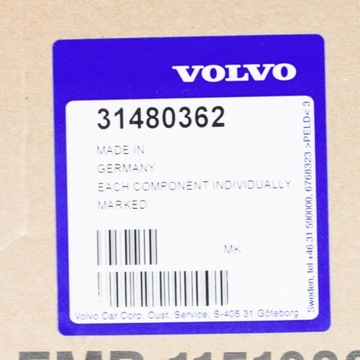 VOLVO
31480362
MADE IN
GERMANY
EACH COMPONENT INDIVIDUALLY
MARKED
MK
Volvo Car Corp. Cust. Service, S-405 31 Göteborg
Sweden, tel +46 31 590000, 6768323 >PELD< 3